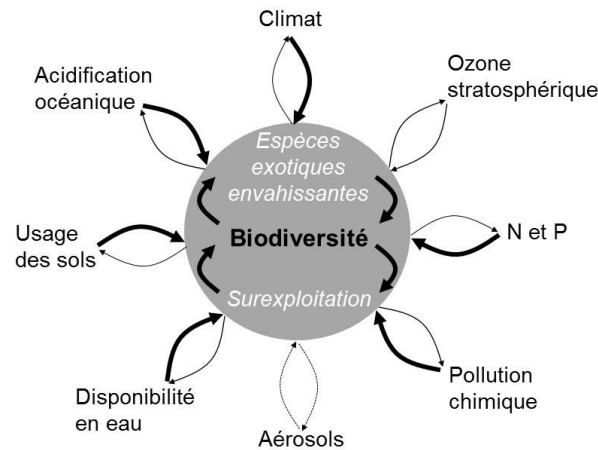 Climat
Acidification
océanique
Ozone
stratosphérique
Espèces
exotiques
envahissantes
Usage
des sols
Biodiversité
N et P
Surexploitation
Disponibilité
en eau
Pollution
chimique
Aérosols